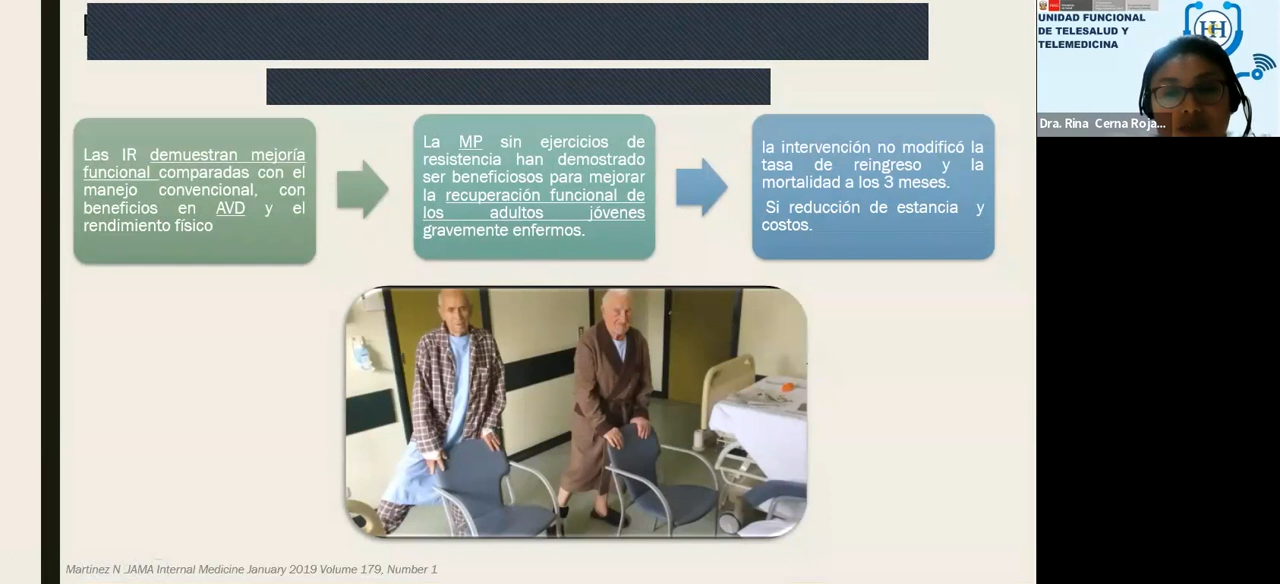 Las IR demuestran mejoría
funcional comparadas con el
manejo convencional, con
beneficios en AVD y el
rendimiento físico
La MP sin ejercicios de
resistencia han demostrado
ser beneficiosos para mejorar
la recuperación funcional de
los adultos jóvenes
gravemente enfermos.
la intervención no modificó la
tasa de reingreso y la
mortalidad a los 3 meses.
Si reducción de estancia y
costos.
Martinez N .JAMA Internal Medicine January 2019 Volume 179, Number 1
UNIDAD FUNCIONAL
DE TELESALUD Y
TELEMEDICINA
HH
Dra. Rina Cerna Roja...